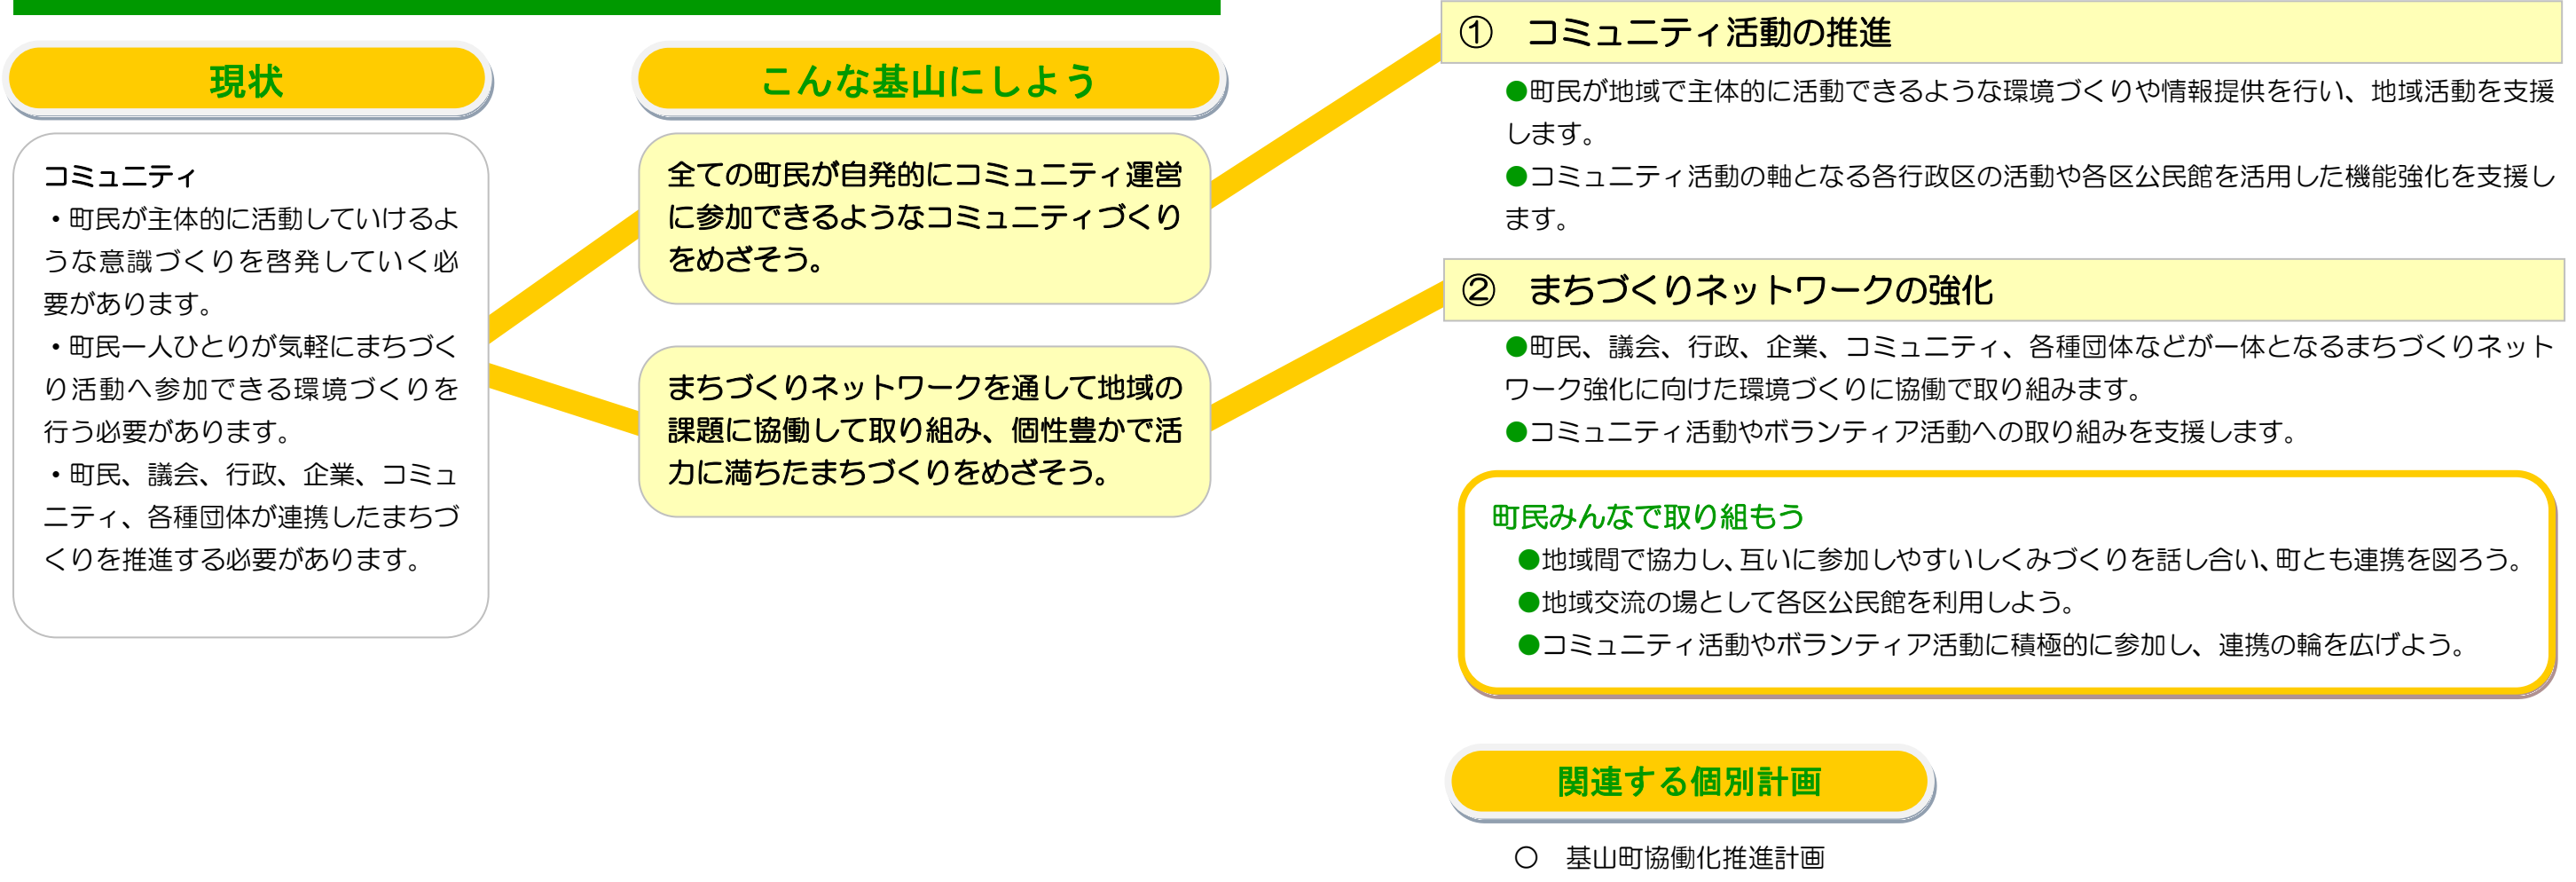 現状
コミュニティ
・町民が主体的に活動していけるよ
うな意識づくりを啓発していく必
要があります。
・町民一人ひとりが気軽にまちづく
り活動へ参加できる環境づくりを
行う必要があります。
・町民、議会、行政、企業、コミュ
ニティ、各種団体が連携したまちづ
くりを推進する必要があります。
こんな基山にしよう
全ての町民が自発的にコミュニティ運営
に参加できるようなコミュニティづくり
をめざそう。
まちづくりネットワークを通して地域の
課題に協働して取り組み、個性豊かで活
力に満ちたまちづくりをめざそう。
① コミュニティ活動の推進
●町民が地域で主体的に活動できるような環境づくりや情報提供を行い、地域活動を支援
します。
●コミュニティ活動の軸となる各行政区の活動や各区公民館を活用した機能強化を支援し
ます。
② まちづくりネットワークの強化
●町民、議会、行政、企業、コミュニティ、各種団体などが一体となるまちづくりネット
ワーク強化に向けた環境づくりに協働で取り組みます。
●コミュニティ活動やボランティア活動への取り組みを支援します。
町民みんなで取り組もう
●地域間で協力し、互いに参加しやすいしくみづくりを話し合い、町とも連携を図ろう。
●地域交流の場として各区公民館を利用しよう。
●コミュニティ活動やボランティア活動に積極的に参加し、連携の輪を広げよう。
関連する個別計画
○ 基山町協働化推進計画